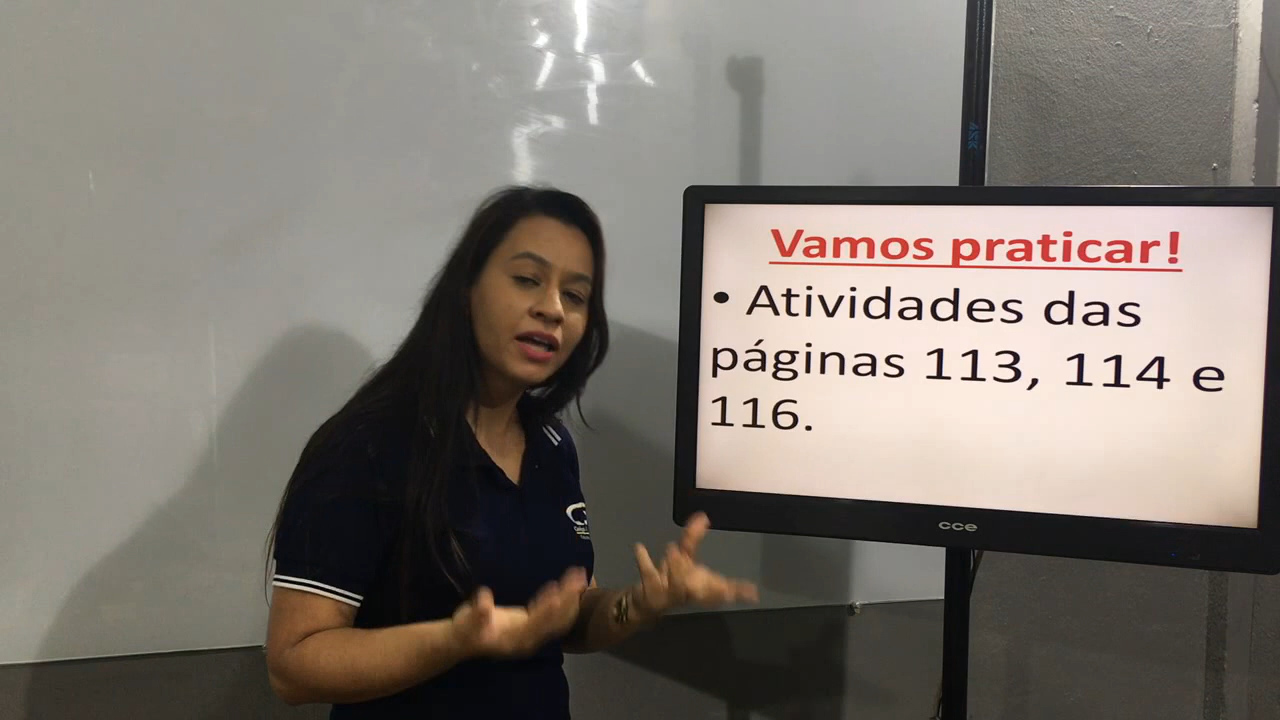 Vamos praticar!
• Atividades das
páginas 113, 114 e
116.
cce